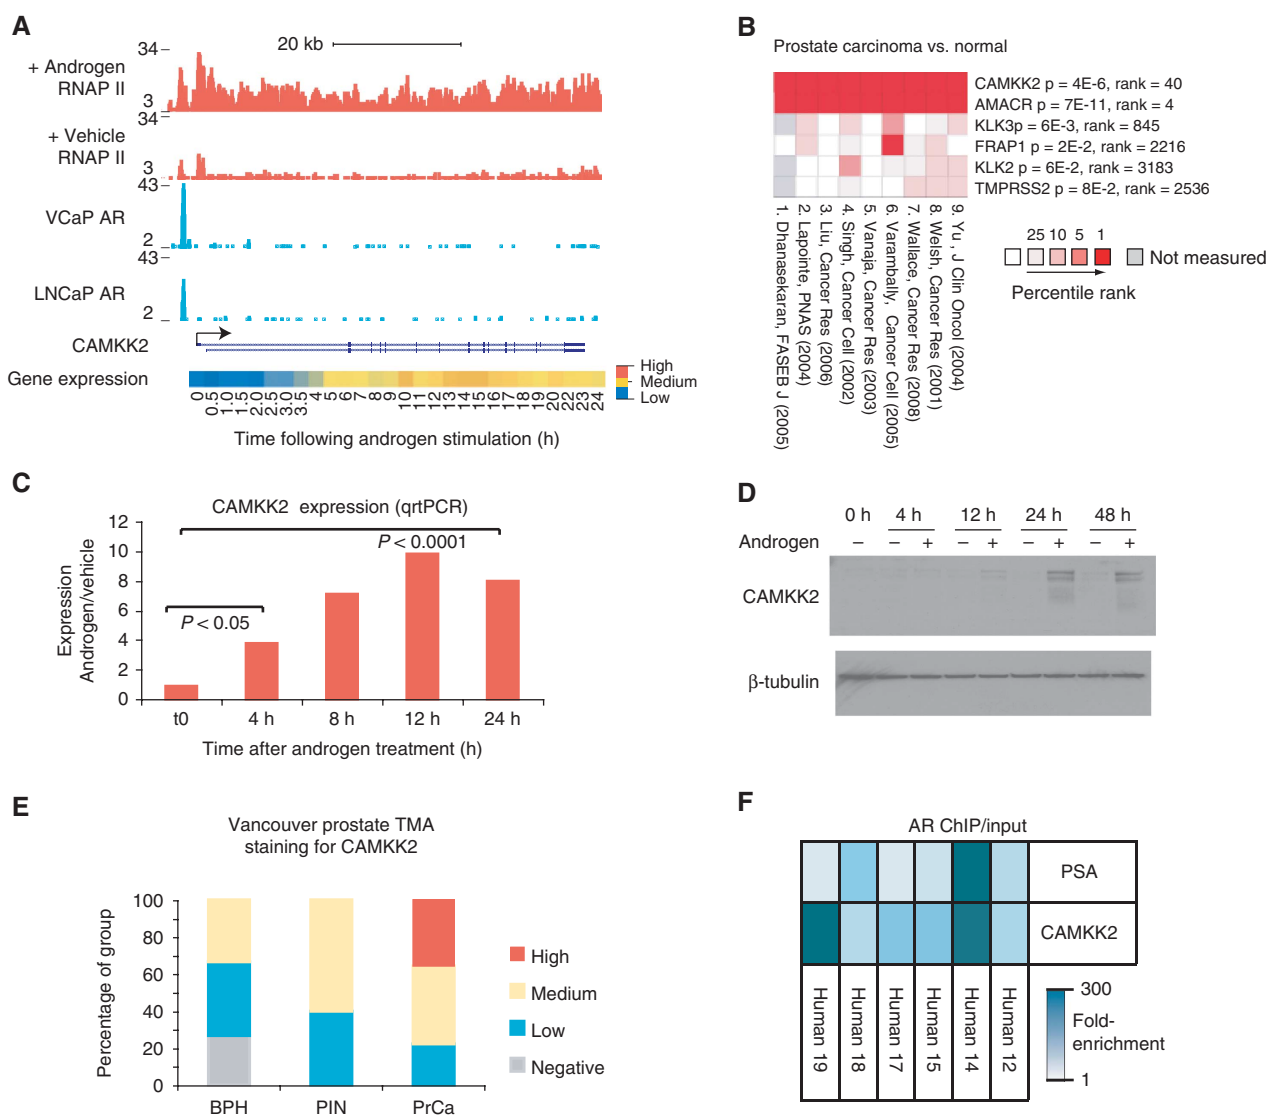 A
20 kb
34
+ Androgen
RNAP II
3
34
+ Vehicle
RNAP II
3
43
VCaP AR
2
43
LNCaP AR
2
CAMKK2
Gene expression
High
Medium
Low
0 0.5 1.0 1.5 2.0 2.5 3.0 3.5 4 5 6 7 8 9 10 11 12 13 14 15 16 17 18 19 20 22 23 24
Time following androgen stimulation (h)
B
Prostate carcinoma vs. normal
CAMKK2 p = 4E-6, rank = 40
AMACR p = 7E-11, rank = 4
KLK3p = 6E-3, rank = 845
FRAP1 p = 2E-2, rank = 2216
KLK2 p = 6E-2, rank = 3183
TMPRSS2 p = 8E-2, rank = 2536
1. Dhanasekaran, FASEB J (2005)
2. Lapointe, PNAS (2004)
3. Liu, Cancer Res (2006)
4. Singh, Cancer Cell (2002)
5. Vanaja, Cancer Res (2003)
6. Varambally, Cancer Cell (2005)
7. Wallace, Cancer Res (2008)
8. Welsh, Cancer Res (2001)
9. Yu , J Clin Oncol (2004)
25 10 5 1
Not measured
Percentile rank
C
CAMKK2 expression (qrtPCR)
Expression
Androgen/vehicle
12
10
8
6
4
2
0
P < 0.0001
P < 0.05
t0 4 h 8 h 12 h 24 h
Time after androgen treatment (h)
D
0 h 4 h 12 h 24 h 48 h
Androgen − − + − + − + − +
CAMKK2
β-tubulin
E
Vancouver prostate TMA
staining for CAMKK2
Percentage of group
100
80
60
40
20
0
BPH PIN PrCa
High
Medium
Low
Negative
F
AR ChIP/input
PSA
CAMKK2
Human 19
Human 18
Human 17
Human 15
Human 14
Human 12
300
Fold-
enrichment
1